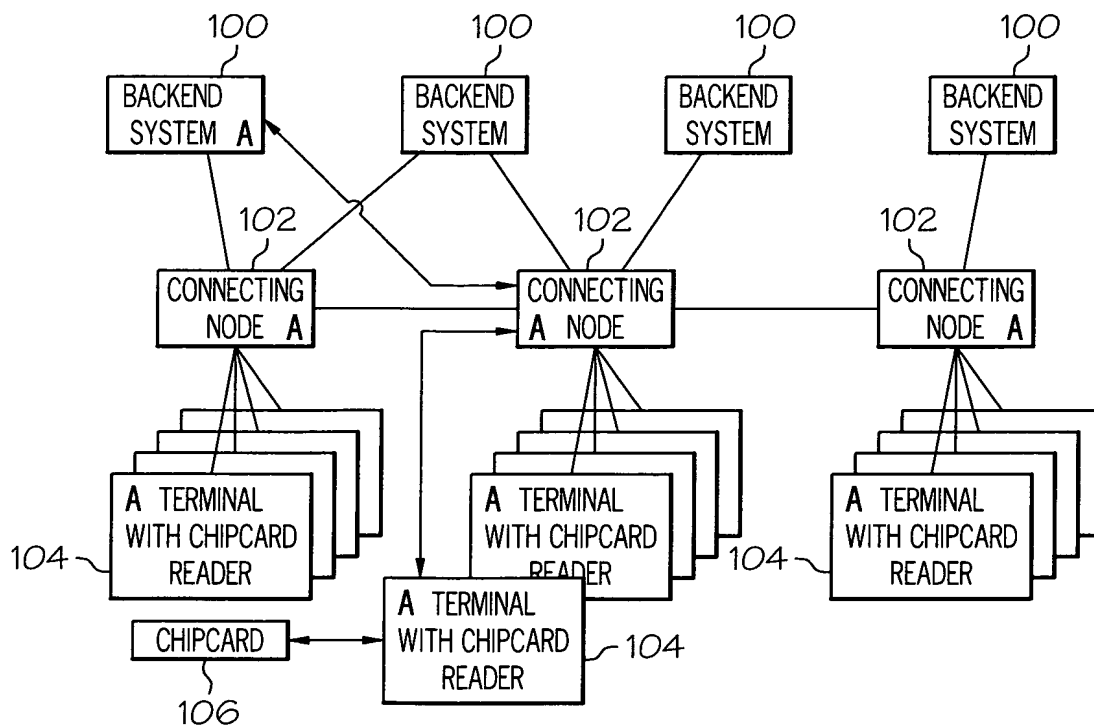 100
100
100
100
BACKEND
SYSTEM A
BACKEND
SYSTEM
BACKEND
SYSTEM
BACKEND
SYSTEM
102
102
102
CONNECTING
NODE A
CONNECTING
A NODE
CONNECTING
NODE A
A TERMINAL
WITH CHIPCARD
READER
A TERMINAL
WITH CHIPCARD
READER
A TERMINAL
WITH CHIPCARD
READER
104
104
A TERMINAL
WITH CHIPCARD
READER
104
CHIPCARD
106